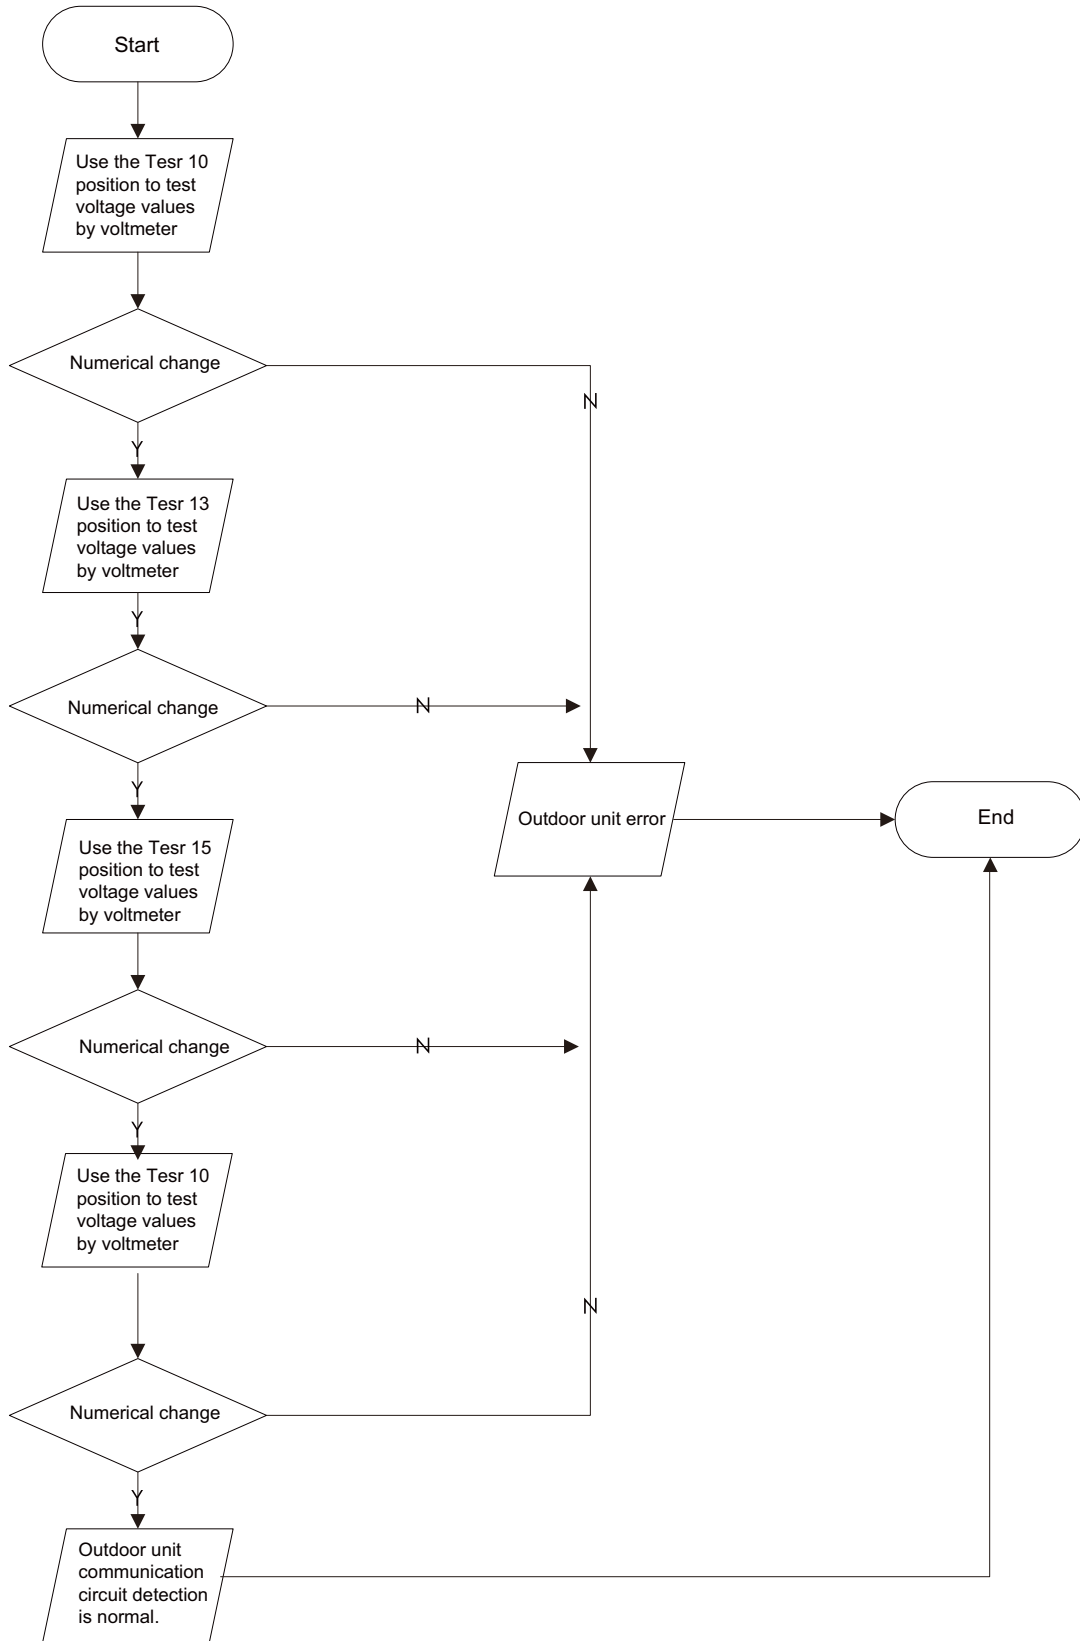 Start
Use the Tesr 10
position to test
voltage values
by voltmeter
Numerical change
N
Y
Use the Tesr 13
position to test
voltage values
by voltmeter
Y
Numerical change
N
Y
Outdoor unit error
End
Use the Tesr 15
position to test
voltage values
by voltmeter
Numerical change
N
Y
Use the Tesr 10
position to test
voltage values
by voltmeter
N
Numerical change
Y
Outdoor unit
communication
circuit detection
is normal.